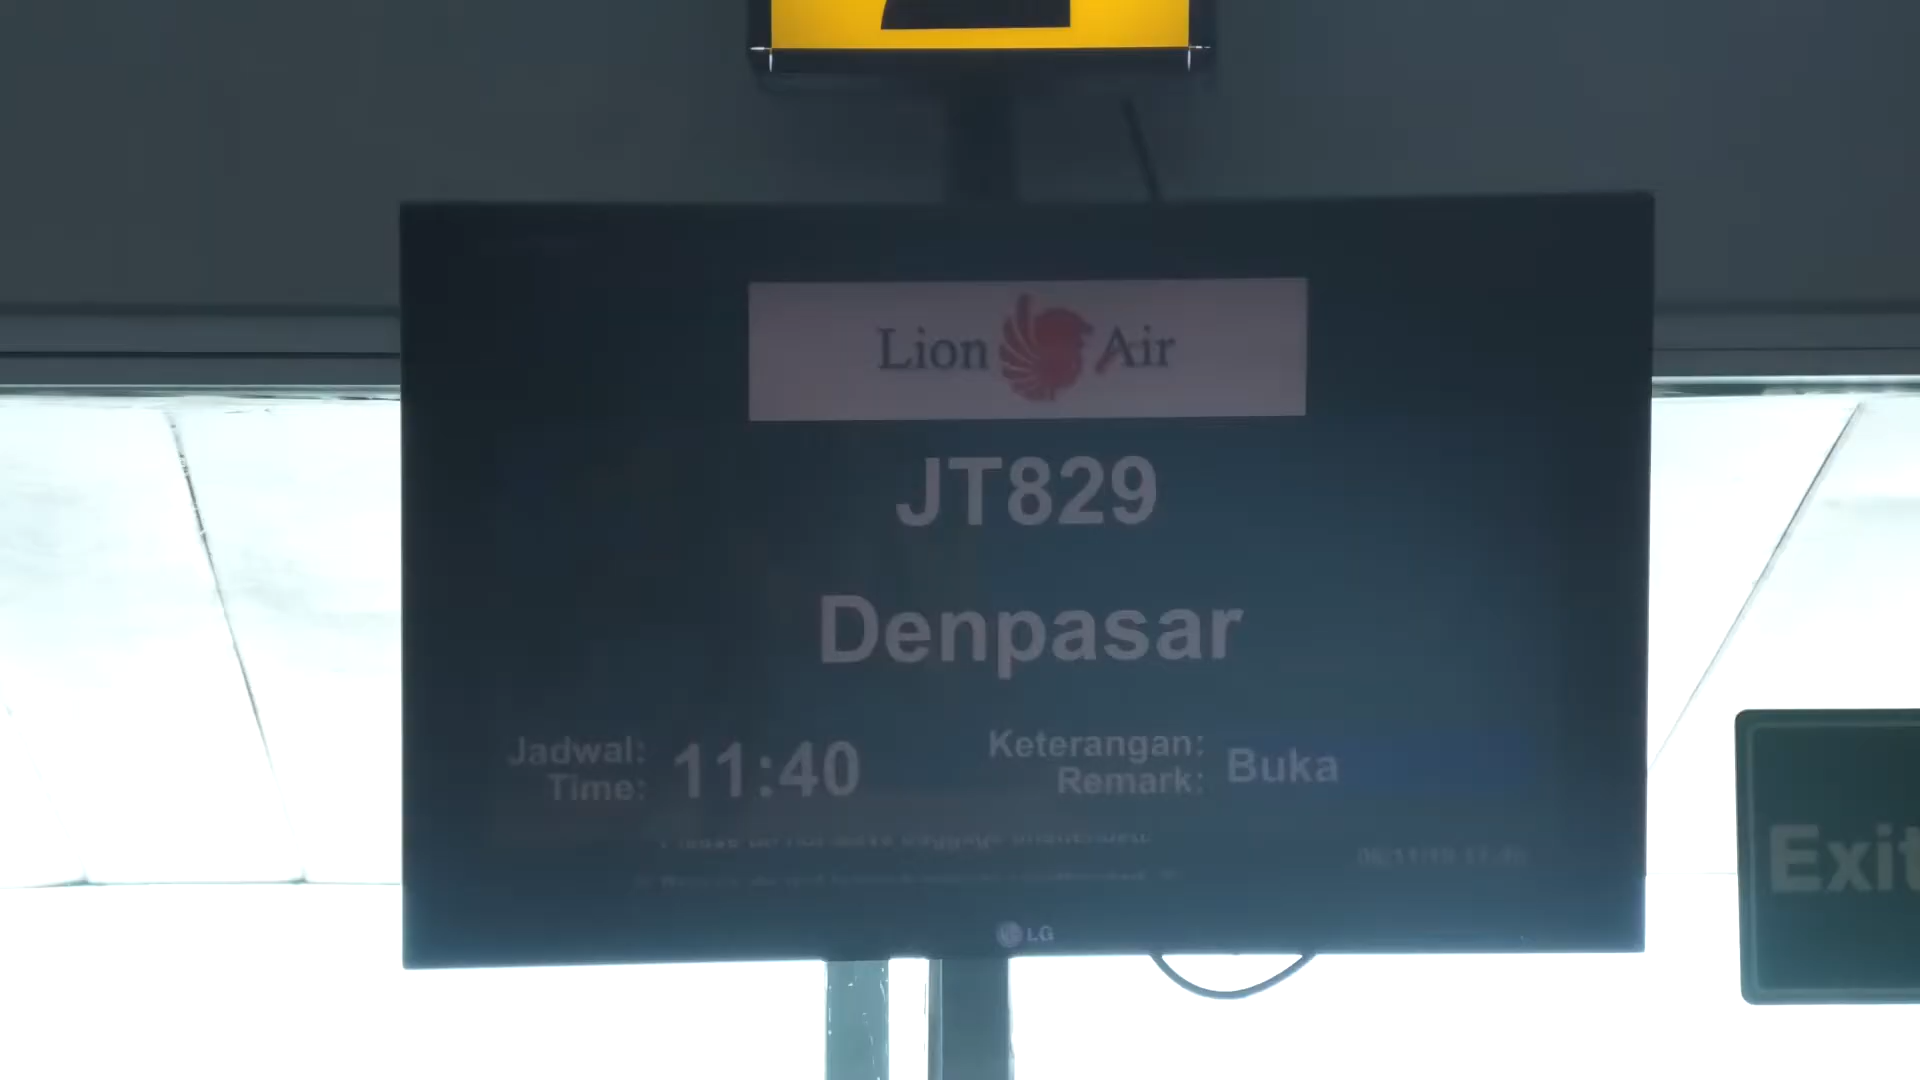 Lion Air
JT829
Denpasar
Jadwal:
Time:
11:40
Keterangan:
Remark:
Buka
LG
Exit